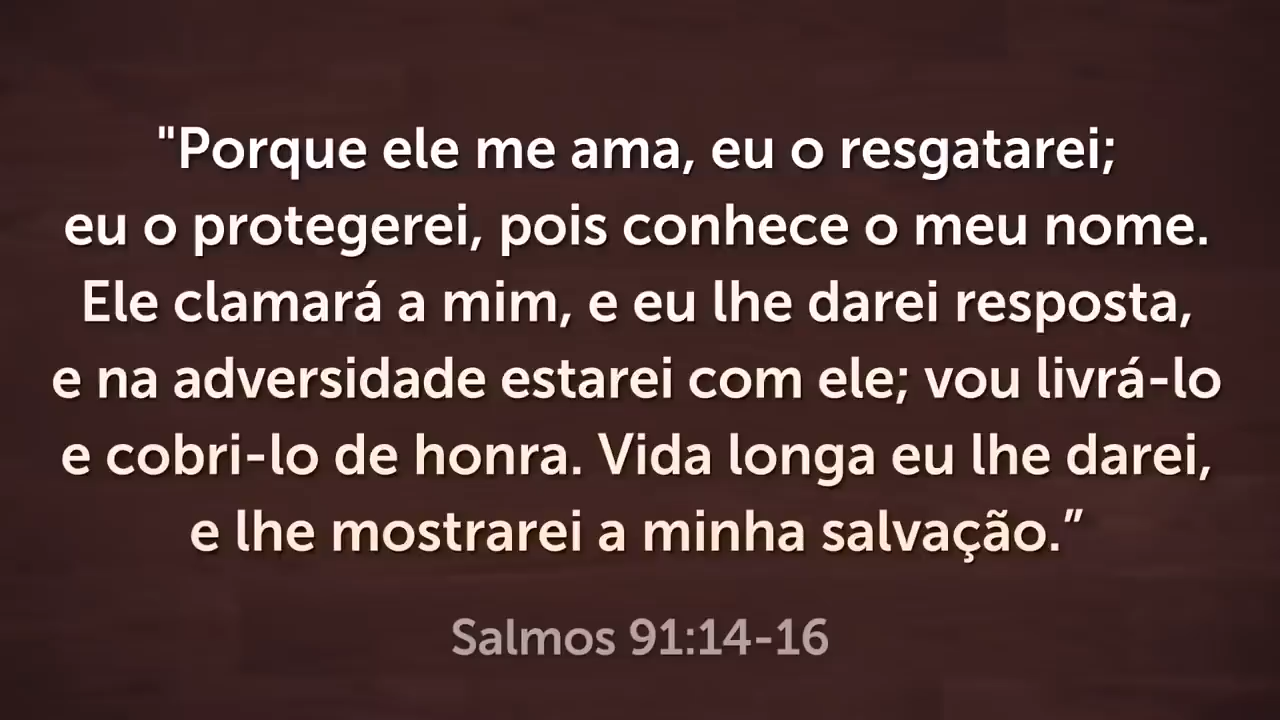 "Porque ele me ama, eu o resgatarei;
eu o protegerei, pois conhece o meu nome.
Ele clamará a mim, e eu lhe darei resposta,
e na adversidade estarei com ele; vou livrá-lo
e cobri-lo de honra. Vida longa eu lhe darei,
e lhe mostrarei a minha salvação.”
Salmos 91:14-16